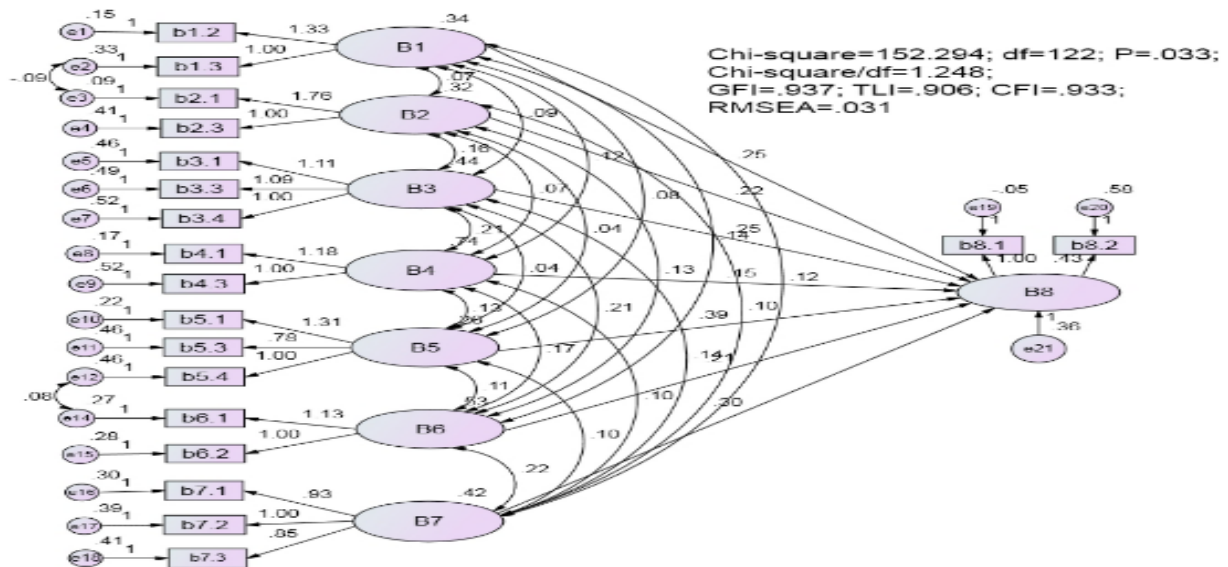 .34
.15
1
e1
b1.2
1.33
B1
.33
1
e2
b1.3
1.00
Chi-square=152.294; df=122; P=.033;
Chi-square/df=1.248;
GFI=.937; TLI=.906; CFI=.933;
RMSEA=.031
-.09
.09
1
e3
b2.1
1.76
.07
.32
.41
1
e4
b2.3
1.00
B2
.09
.46
1
e5
b3.1
1.11
.16
.44
.12
.25
.49
1
e6
b3.3
1.09
B3
.07
.08
.22
.52
1
e7
b3.4
1.00
.04
.25
.14
-.05
.58
e19
e20
1
1
.17
1
e8
b4.1
1.18
.21
.74
b8.1
b8.2
.52
1
e9
b4.3
1.00
B4
.04
.13
.15
.12
1.00
.43
B8
.22
1
e10
b5.1
1.31
.13
.21
.39
.10
1
.36
.46
1
e11
b5.3
.78
B5
.17
.14
e21
.46
1
e12
b5.4
1.00
.11
.10
.30
.08
.27
1
e14
b6.1
1.13
.53
.28
1
e15
b6.2
1.00
B6
.10
.30
1
e16
b7.1
.93
.22
.42
.39
1
e17
b7.2
1.00
B7
.41
1
e18
b7.3
.85